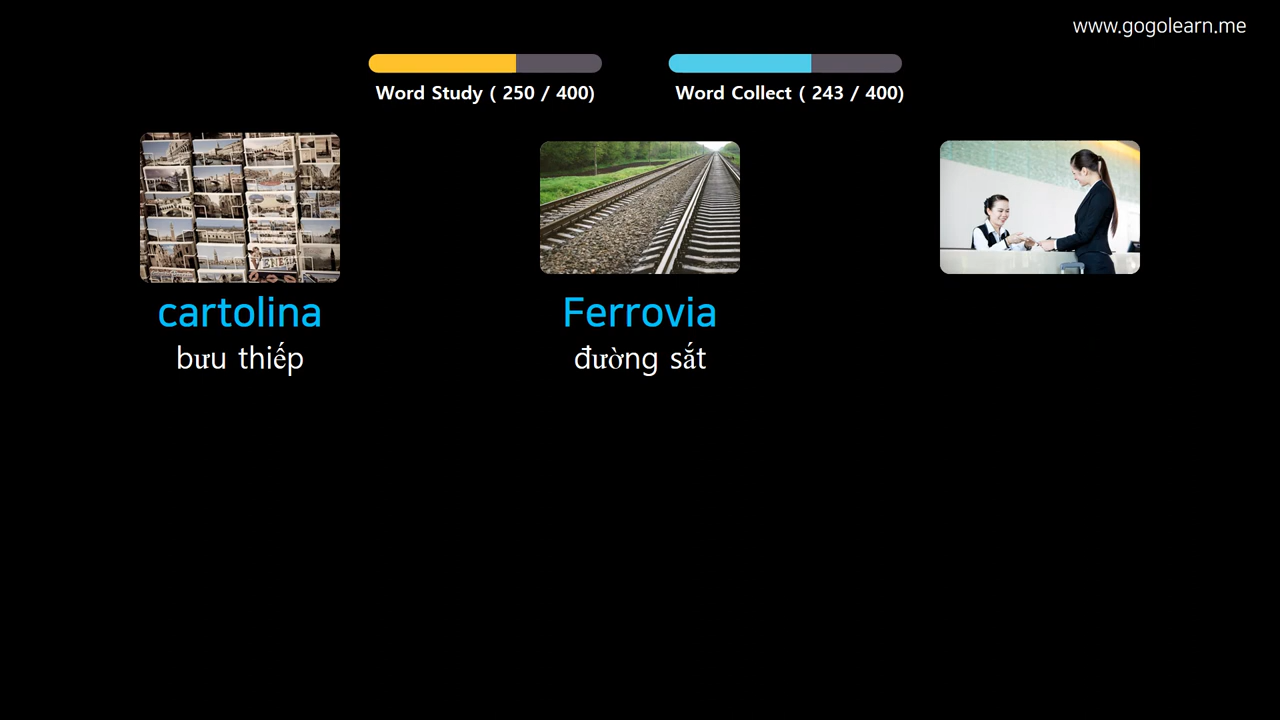 www.gogolearn.me
Word Study ( 250 / 400)
Word Collect ( 243 / 400)
cartolina
bưu thiếp
Ferrovia
đường sắt